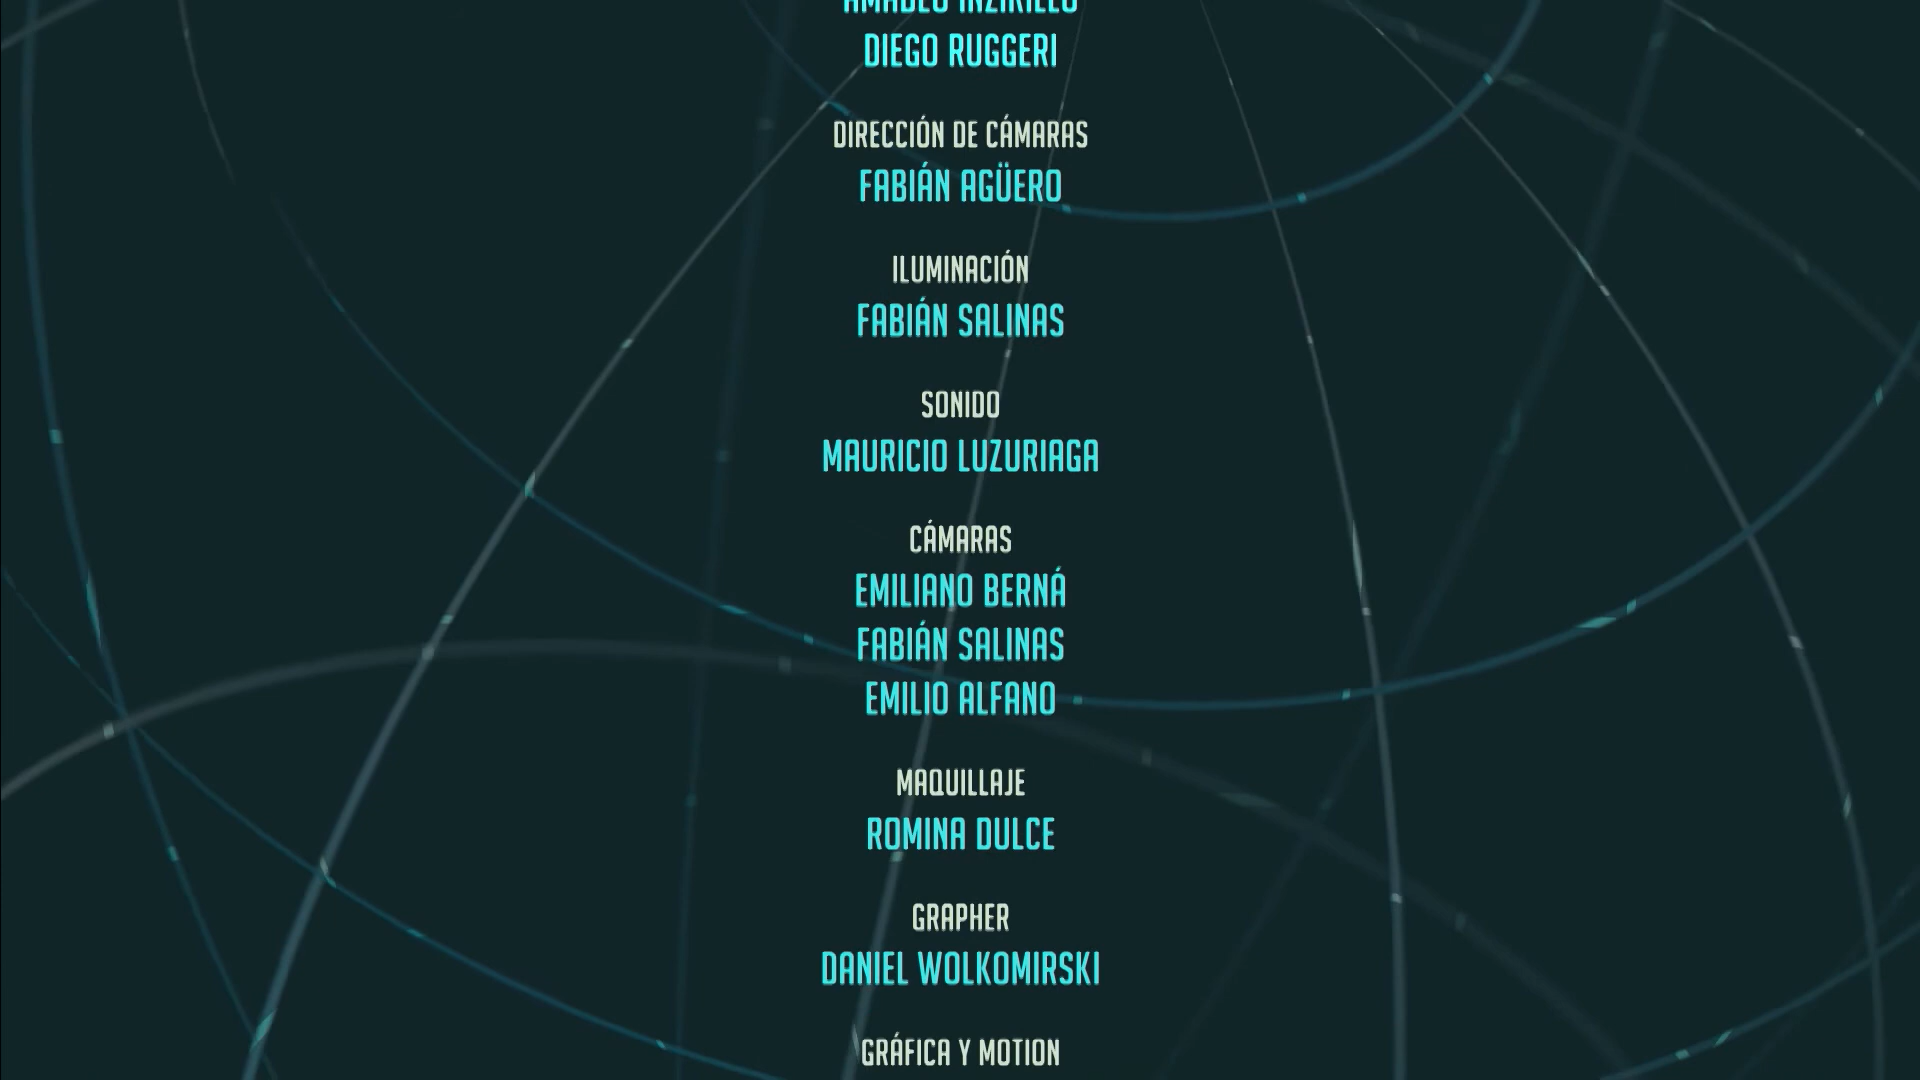 DIEGO RUGGERI
DIRECCIÓN DE CÁMARAS
FABIÁN AGÜERO
ILUMINACIÓN
FABIÁN SALINAS
SONIDO
MAURICIO LUZURIAGA
CÁMARAS
EMILIANO BERNÁ
FABIÁN SALINAS
EMILIO ALFANO
MAQUILLAJE
ROMINA DULCE
GRAPHER
DANIEL WOLKOMIRSKI
GRÁFICA Y MOTION